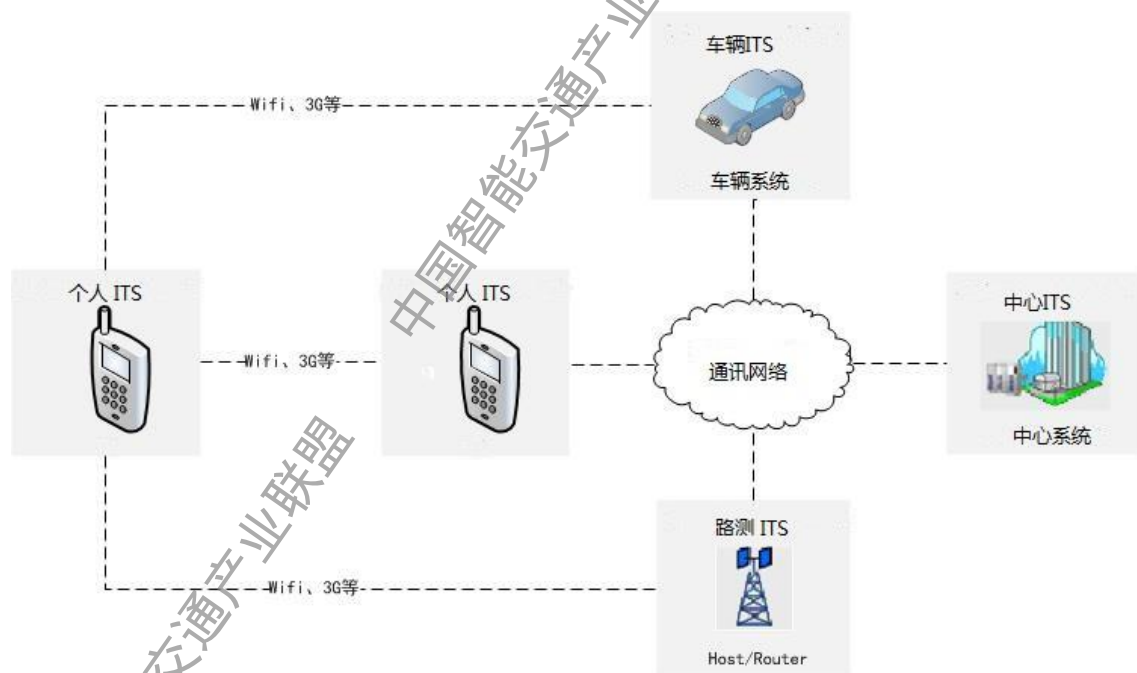 车辆ITS
Wifi、3G等
车辆系统
个人 ITS
个人 ITS
中心ITS
Wifi、3G等
通讯网络
中心系统
路测 ITS
Wifi、3G等
Host/Router
中国智能交通产业
交通产业联盟